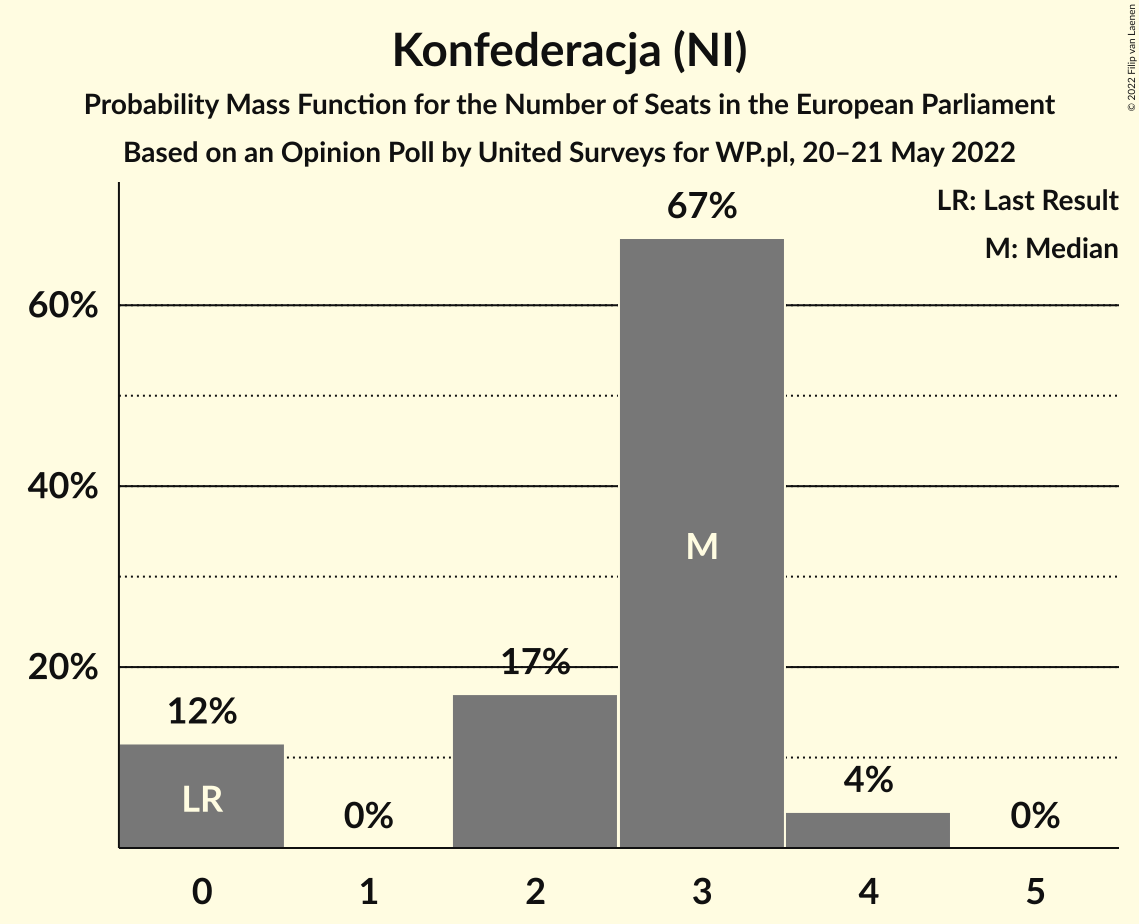 Konfederacja (NI)
Probability Mass Function for the Number of Seats in the European Parliament
Based on an Opinion Poll by United Surveys for WP.pl, 20–21 May 2022
© 2022 Filip van Laenen
LR: Last Result
M: Median
60%
40%
20%
12%
0%
17%
67%
4%
0%
LR
M
0
1
2
3
4
5